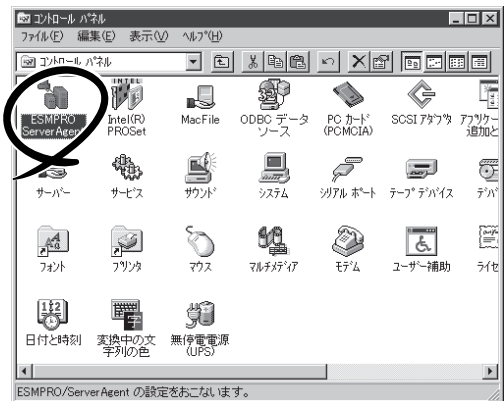 コントロール パネル
ファイル(F) 編集(E) 表示(V) ヘルプ(H)
コントロール パネル
ESMPRO ServerAgent
Intel(R) PROSet
MacFile
ODBC データ ソース
PC カード (PCMCIA)
SCSI アダプタ
アプリケー 追加と
サーバー
サービス
サウンド
システム
シリアル ポート
テープ デバイス
デバ
フォント
プリンタ
マウス
マルチメディア
モデム
ユーザー補助
ライセ
日付と時刻
変換中の文字列の色
無停電電源 (UPS)
ESMPRO/ServerAgent の設定をおこないます。